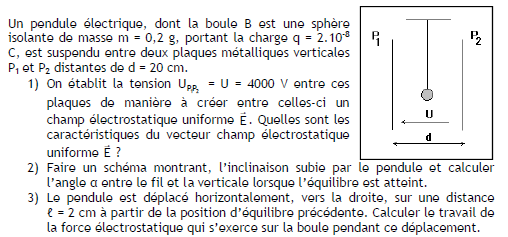 Un pendule électrique, dont la boule B est une sphère
isolante de masse m = 0,2 g, portant la charge q = 2.10⁻⁸
C, est suspendu entre deux plaques métalliques verticales
P₁ et P₂ distantes de d = 20 cm.
1) On établit la tension U_P₁P₂ = U = 4000 V entre ces
plaques de manière à créer entre celles-ci un
champ électrostatique uniforme E⃗. Quelles sont les
caractéristiques du vecteur champ électrostatique
uniforme E⃗ ?
2) Faire un schéma montrant, l'inclinaison subie par le pendule et calculer
l'angle α entre le fil et la verticale lorsque l'équilibre est atteint.
3) Le pendule est déplacé horizontalement, vers la droite, sur une distance
ℓ = 2 cm à partir de la position d'équilibre précédente. Calculer le travail de
la force électrostatique qui s'exerce sur la boule pendant ce déplacement.
P₁
P₂
U
d